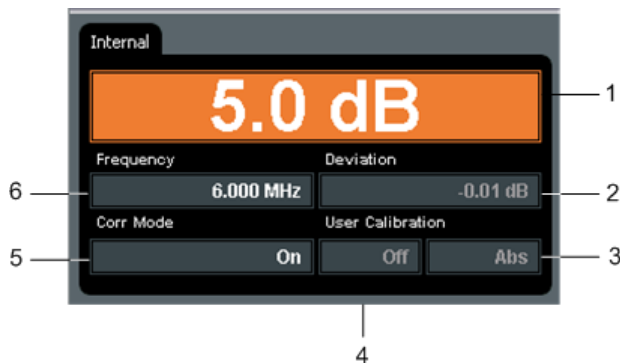 Internal
5.0 dB
1
Frequency Deviation
6 6.000 MHz -0.01 dB 2
Corr Mode User Calibration
5 On Off Abs 3
4